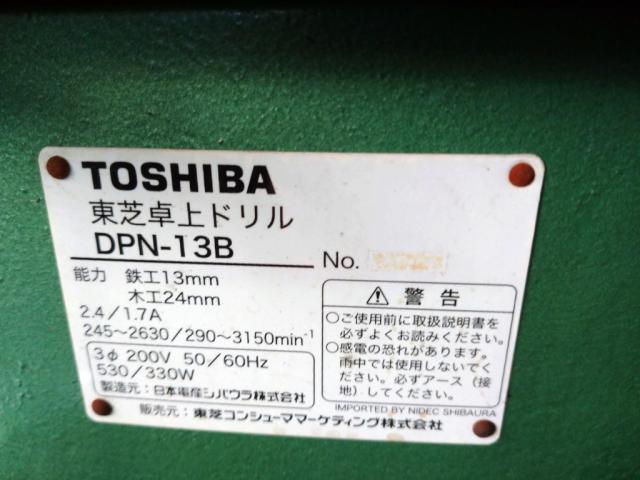 TOSHIBA
東芝卓上ドリル
DPN-13B
No.
能力 鉄工13mm
木工24mm
2.4/1.7A
245~2630/290~3150min⁻¹
3φ 200V 50/60Hz
530/330W
製造元:日本電産シバウラ株式会社
⚠ 警告
○ご使用前に取扱説明書を
必ずよくお読みください。
○感電の恐れがあります。
雨中では使用しないでく
ださい。必ずアース(接
地)してください。
IMPORTED BY NIDEC SHIBAURA
販売元:東芝コンシューママーケティング株式会社